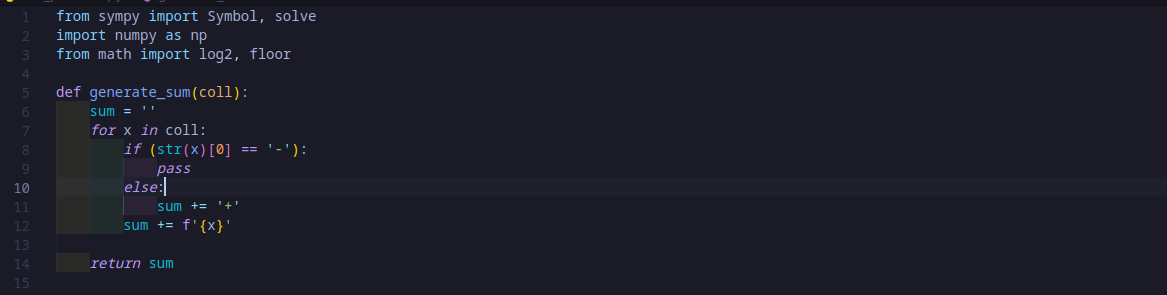 1 from sympy import Symbol, solve
2 import numpy as np
3 from math import log2, floor
4
5 def generate_sum(coll):
6     sum = ''
7     for x in coll:
8         if (str(x)[0] == '-'):
9             pass
10         else:
11             sum += '+'
12         sum += f'{x}'
13
14     return sum
15